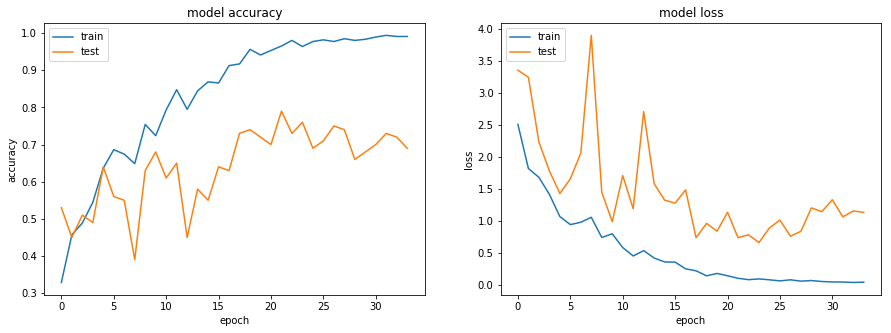 model accuracy
train
test
1.0
0.9
0.8
0.7
0.6
0.5
0.4
0.3
accuracy
0 5 10 15 20 25 30
epoch
model loss
train
test
4.0
3.5
3.0
2.5
2.0
1.5
1.0
0.5
0.0
loss
0 5 10 15 20 25 30
epoch